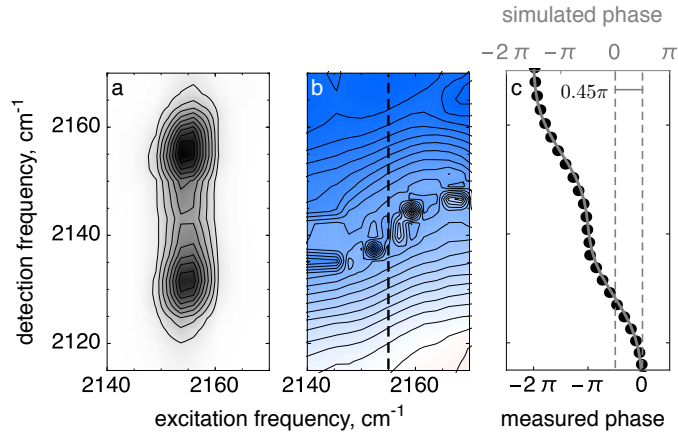 simulated phase
−2 π −π 0 π
a
b
c
0.45π
detection frequency, cm-1
2160
2140
2120
2140 2160
2140 2160
−2 π −π 0
excitation frequency, cm-1
measured phase